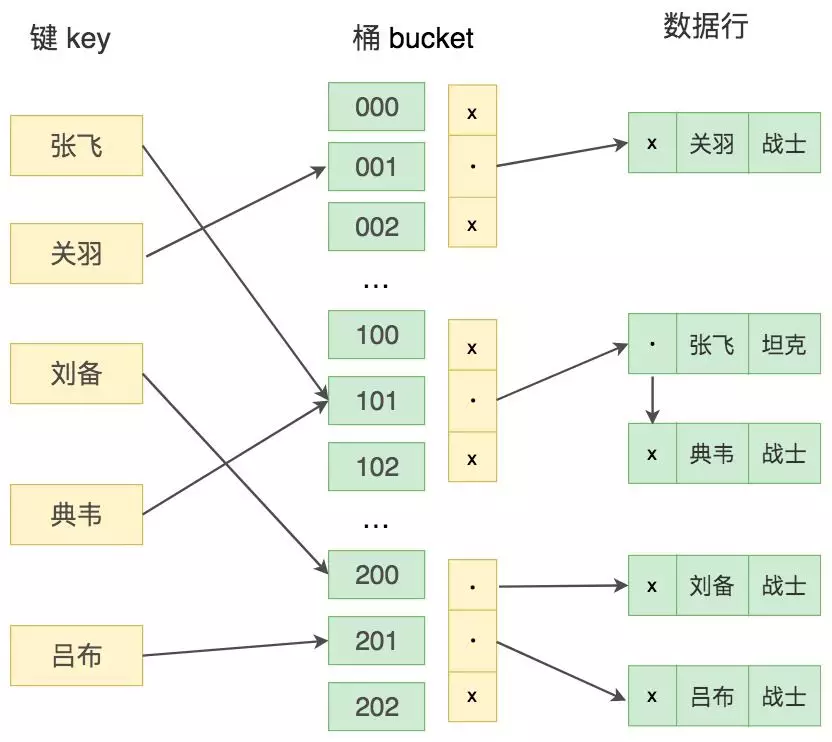 键 key
桶 bucket
数据行
张飞
关羽
刘备
典韦
吕布
000
001
002
...
100
101
102
...
200
201
202
x
·
x
x
·
x
·
·
x
x 关羽 战士
· 张飞 坦克
x 典韦 战士
x 刘备 战士
x 吕布 战士